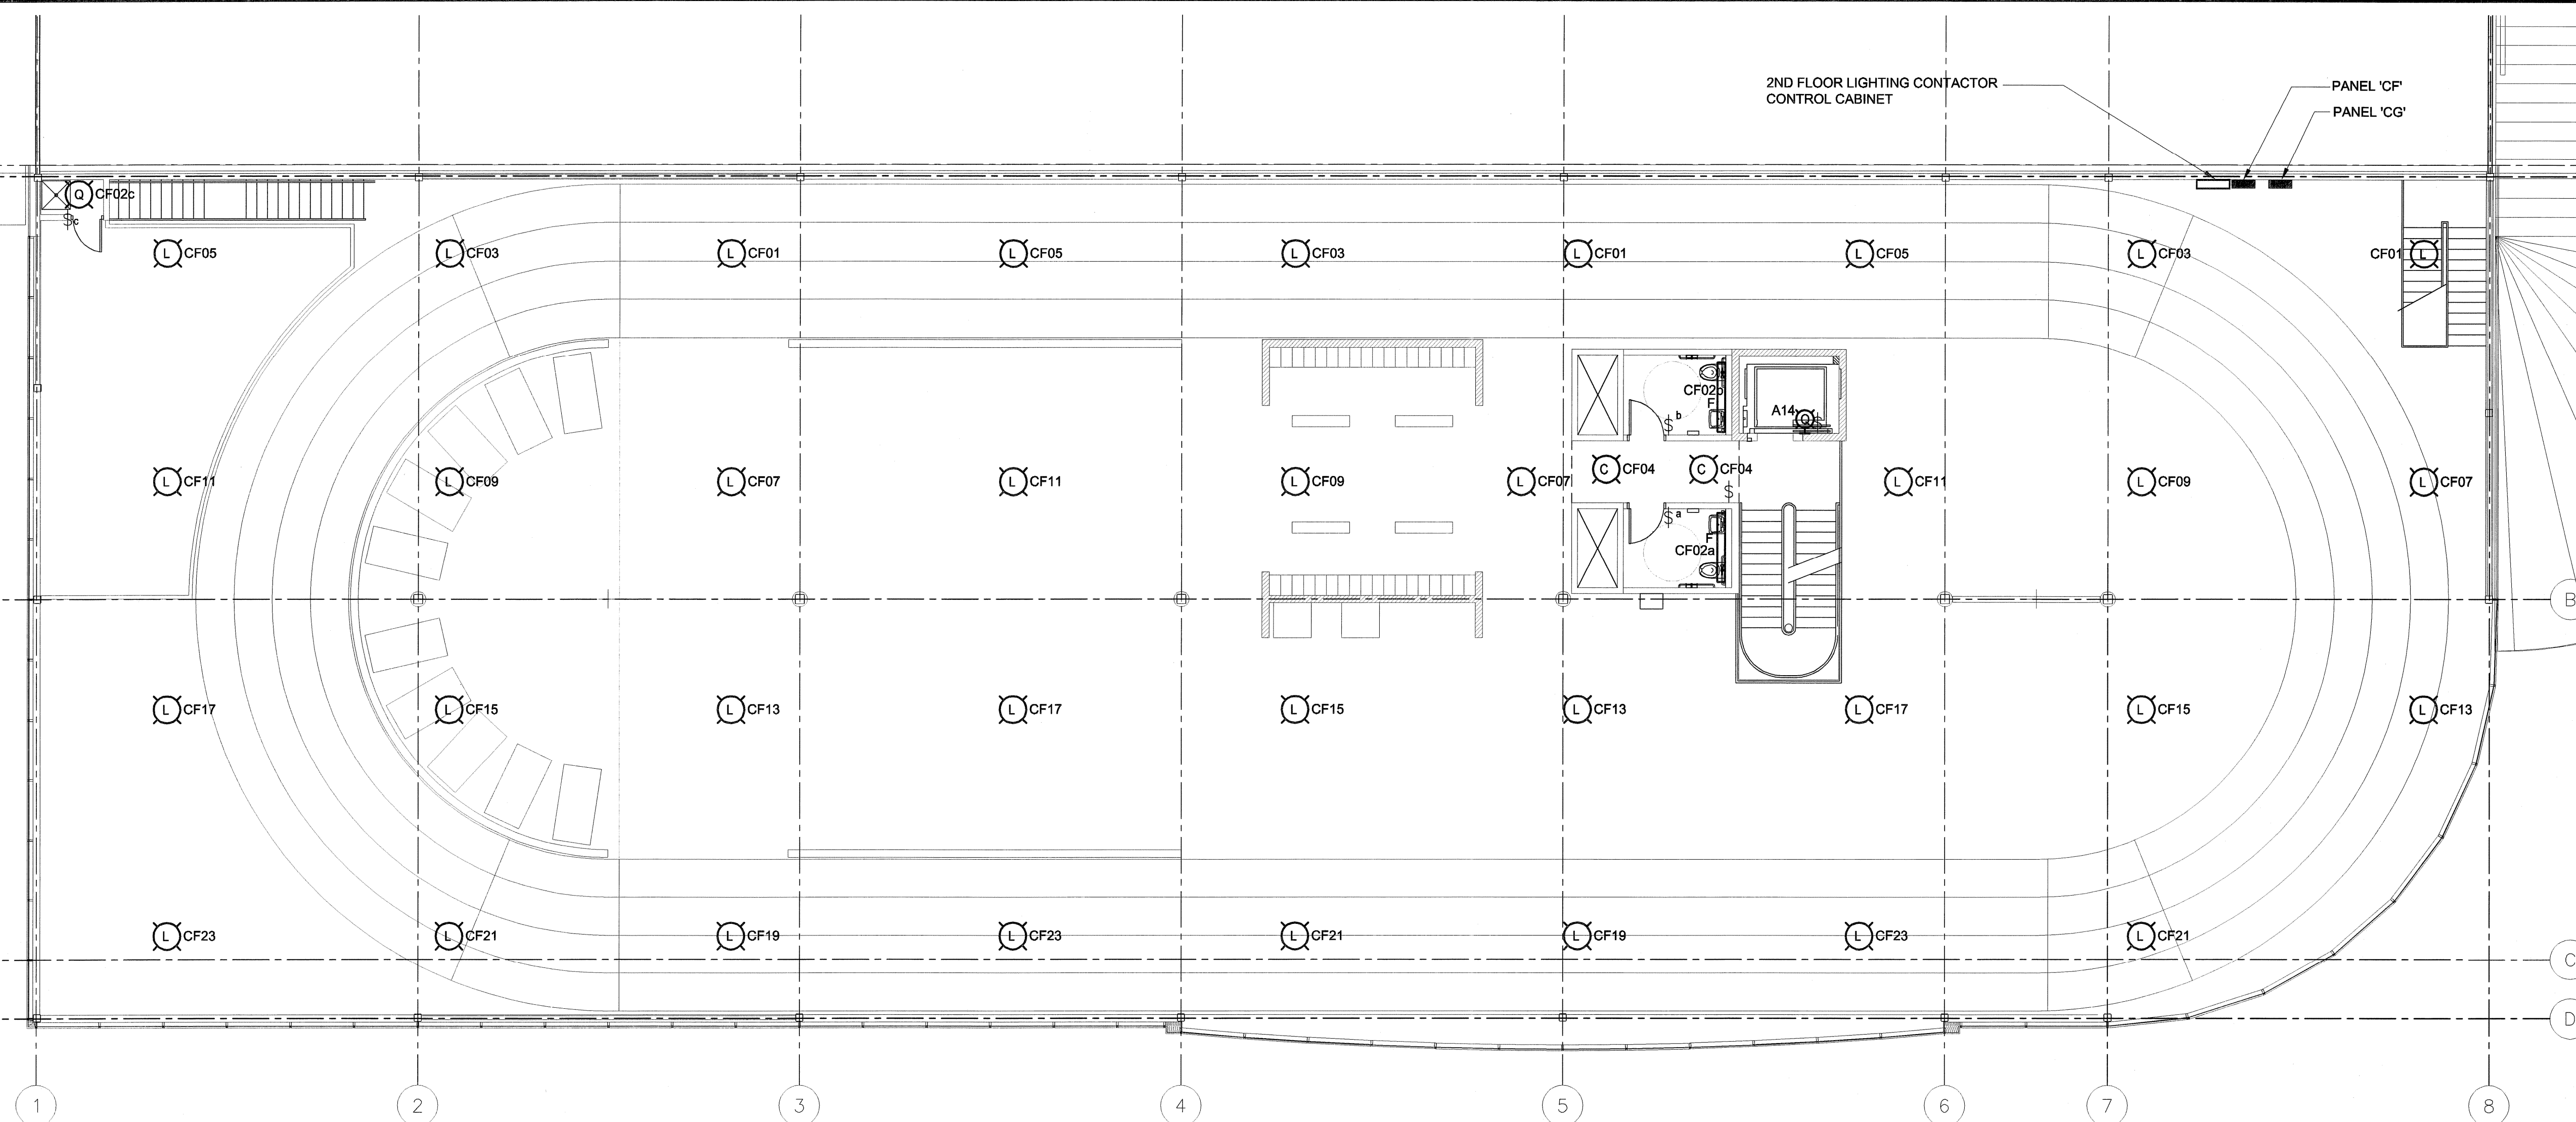 2ND FLOOR LIGHTING CONTACTOR
CONTROL CABINET
PANEL 'CF'
PANEL 'CG'
Q CF02c
$c
L CF05
L CF03
L CF01
L CF05
L CF03
L CF01
L CF05
L CF03
CF01 L
CF02b
F
$ b
A14 Q $
L CF11
L CF09
L CF07
L CF11
L CF09
L CF07
C CF04
C CF04
$
L CF11
L CF09
L CF07
$ a
F
CF02a
B
L CF17
L CF15
L CF13
L CF17
L CF15
L CF13
L CF17
L CF15
L CF13
L CF23
L CF21
L CF19
L CF23
L CF21
L CF19
L CF23
L CF21
C
D
1
2
3
4
5
6
7
8